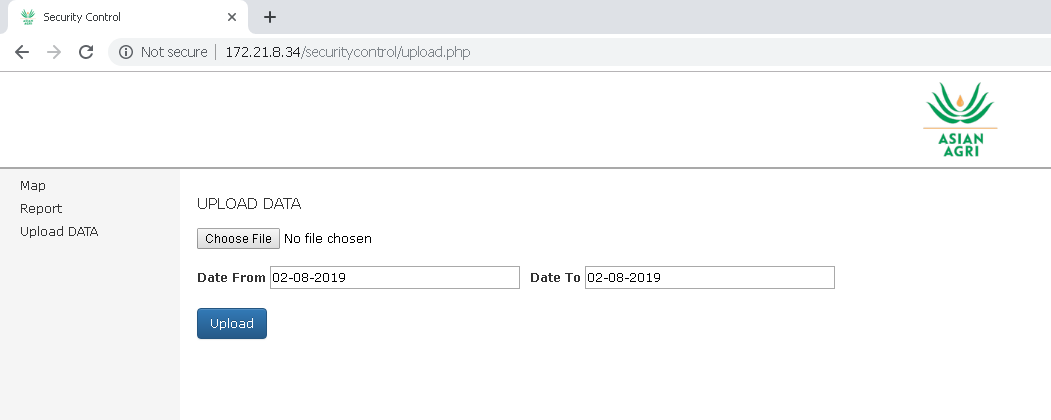 Security Control
Not secure 172.21.8.34/securitycontrol/upload.php
ASIAN
AGRI
Map
Report
Upload DATA
UPLOAD DATA
Choose File No file chosen
Date From 02-08-2019 Date To 02-08-2019
Upload